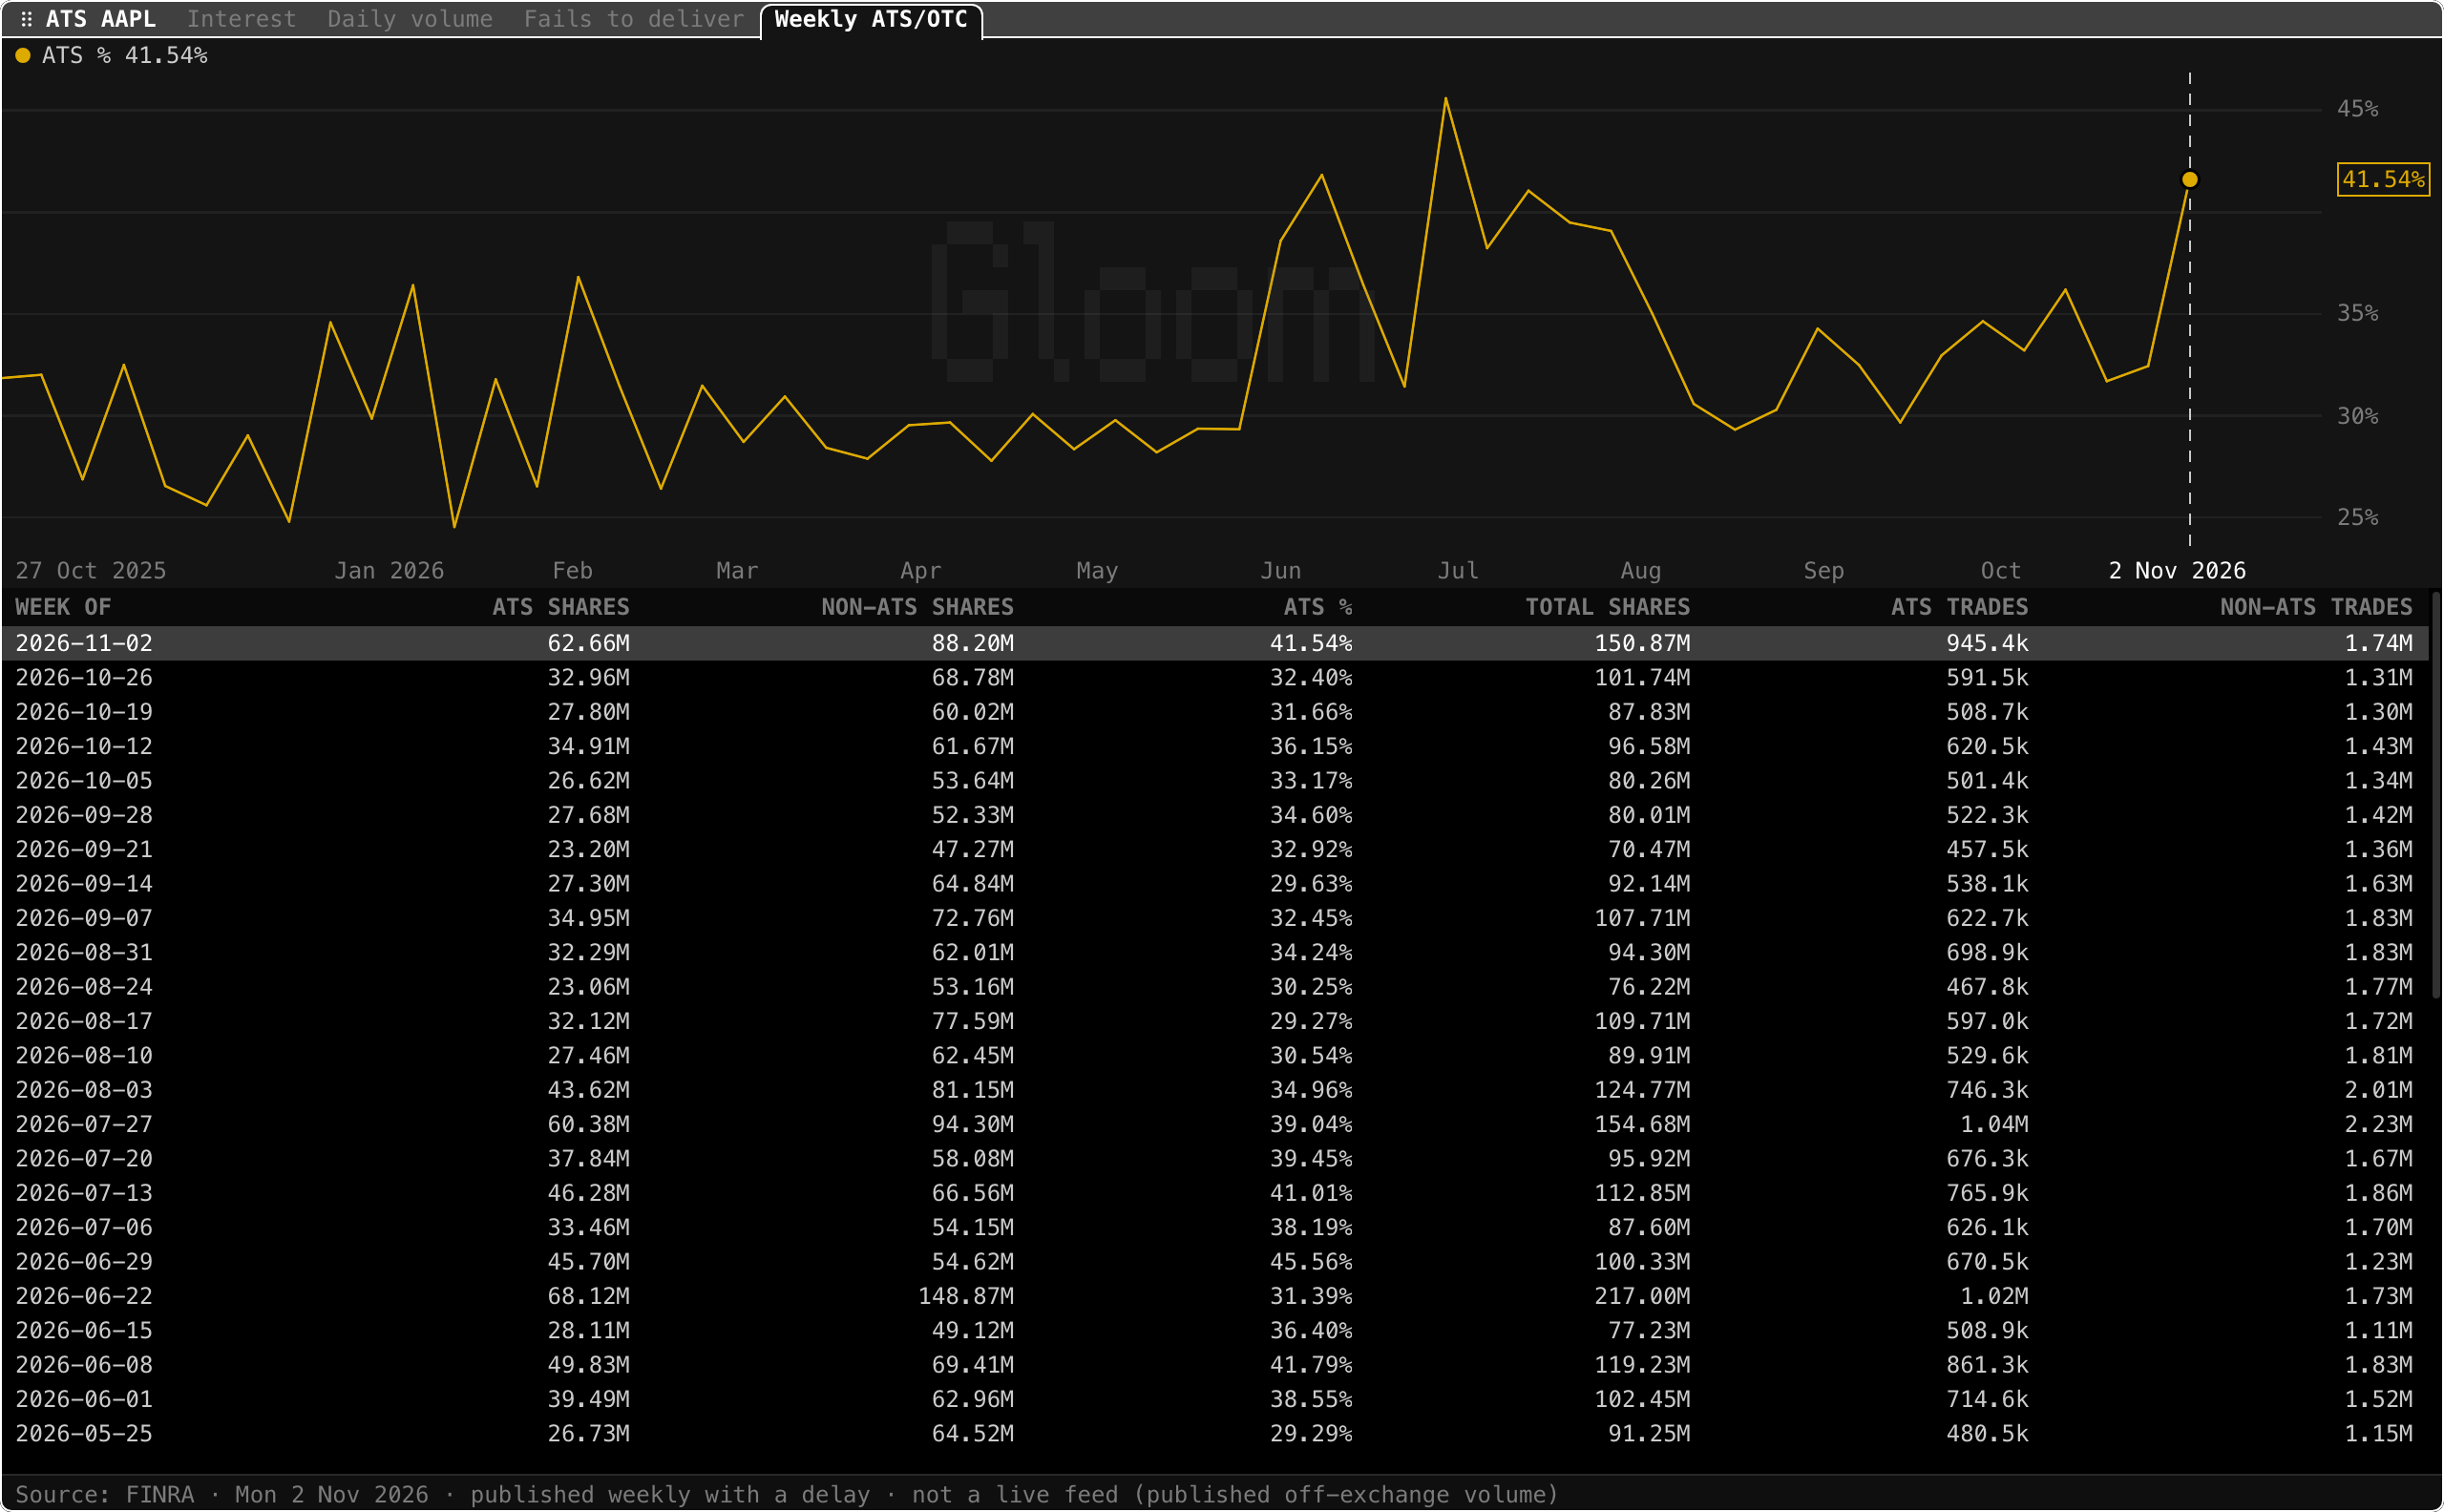 ⠿ ATS AAPL Interest Daily volume Fails to deliver Weekly ATS/OTC
ATS % 41.54%
45%
41.54%
Gloom
35%
30%
25%
27 Oct 2025 Jan 2026 Feb Mar Apr May Jun Jul Aug Sep Oct 2 Nov 2026
WEEK OF ATS SHARES NON-ATS SHARES ATS % TOTAL SHARES ATS TRADES NON-ATS TRADES
2026-11-02 62.66M 88.20M 41.54% 150.87M 945.4k 1.74M
2026-10-26 32.96M 68.78M 32.40% 101.74M 591.5k 1.31M
2026-10-19 27.80M 60.02M 31.66% 87.83M 508.7k 1.30M
2026-10-12 34.91M 61.67M 36.15% 96.58M 620.5k 1.43M
2026-10-05 26.62M 53.64M 33.17% 80.26M 501.4k 1.34M
2026-09-28 27.68M 52.33M 34.60% 80.01M 522.3k 1.42M
2026-09-21 23.20M 47.27M 32.92% 70.47M 457.5k 1.36M
2026-09-14 27.30M 64.84M 29.63% 92.14M 538.1k 1.63M
2026-09-07 34.95M 72.76M 32.45% 107.71M 622.7k 1.83M
2026-08-31 32.29M 62.01M 34.24% 94.30M 698.9k 1.83M
2026-08-24 23.06M 53.16M 30.25% 76.22M 467.8k 1.77M
2026-08-17 32.12M 77.59M 29.27% 109.71M 597.0k 1.72M
2026-08-10 27.46M 62.45M 30.54% 89.91M 529.6k 1.81M
2026-08-03 43.62M 81.15M 34.96% 124.77M 746.3k 2.01M
2026-07-27 60.38M 94.30M 39.04% 154.68M 1.04M 2.23M
2026-07-20 37.84M 58.08M 39.45% 95.92M 676.3k 1.67M
2026-07-13 46.28M 66.56M 41.01% 112.85M 765.9k 1.86M
2026-07-06 33.46M 54.15M 38.19% 87.60M 626.1k 1.70M
2026-06-29 45.70M 54.62M 45.56% 100.33M 670.5k 1.23M
2026-06-22 68.12M 148.87M 31.39% 217.00M 1.02M 1.73M
2026-06-15 28.11M 49.12M 36.40% 77.23M 508.9k 1.11M
2026-06-08 49.83M 69.41M 41.79% 119.23M 861.3k 1.83M
2026-06-01 39.49M 62.96M 38.55% 102.45M 714.6k 1.52M
2026-05-25 26.73M 64.52M 29.29% 91.25M 480.5k 1.15M
Source: FINRA · Mon 2 Nov 2026 · published weekly with a delay · not a live feed (published off-exchange volume)